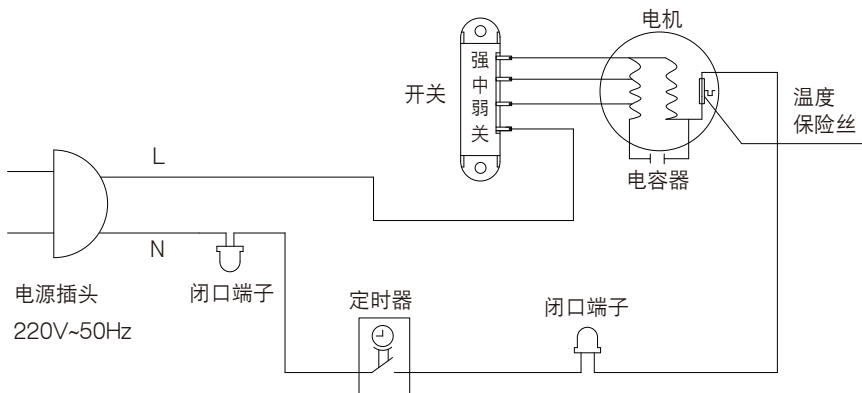 电机
强
中
弱
关
开关
温度
保险丝
电容器
L
N
电源插头
220V~50Hz
闭口端子
定时器
闭口端子